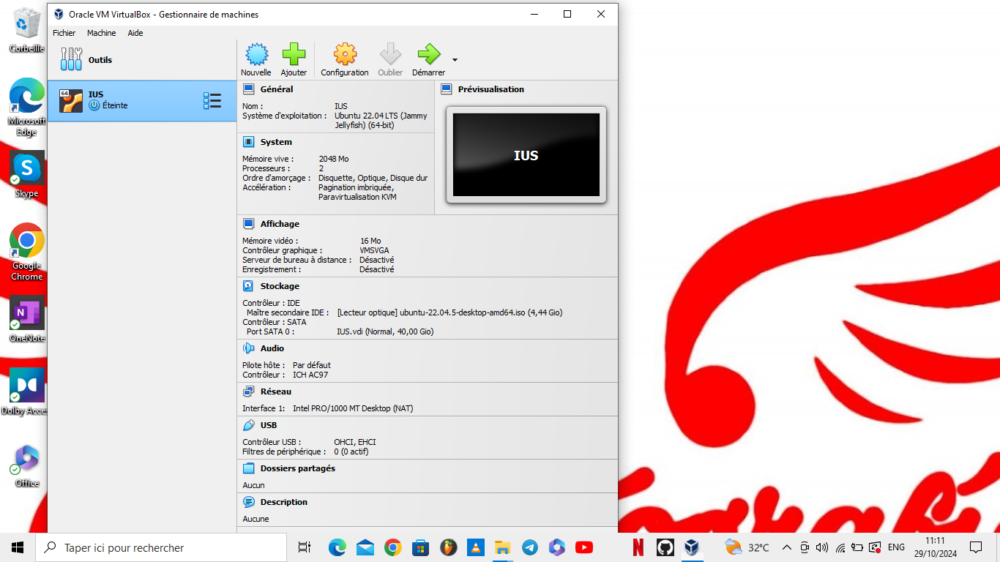 Corbeille
Microsoft
Edge
Skype
Google
Chrome
OneNote
Dolby Acce...
Office
Oracle VM VirtualBox - Gestionnaire de machines
Fichier Machine Aide
Outils
64
IUS
Éteinte
Nouvelle Ajouter Configuration Oublier Démarrer
Général
Nom : IUS
Système d'exploitation : Ubuntu 22.04 LTS (Jammy
Jellyfish) (64-bit)
Prévisualisation
IUS
System
Mémoire vive : 2048 Mo
Processeurs : 2
Ordre d'amorçage : Disquette, Optique, Disque dur
Accélération : Pagination imbriquée,
Paravirtualisation KVM
Affichage
Mémoire vidéo : 16 Mo
Contrôleur graphique : VMSVGA
Serveur de bureau à distance : Désactivé
Enregistrement : Désactivé
Stockage
Contrôleur : IDE
Maître secondaire IDE : [Lecteur optique] ubuntu-22.04.5-desktop-amd64.iso (4,44 Gio)
Contrôleur : SATA
Port SATA 0 : IUS.vdi (Normal, 40,00 Gio)
Audio
Pilote hôte : Par défaut
Contrôleur : ICH AC97
Réseau
Interface 1: Intel PRO/1000 MT Desktop (NAT)
USB
Contrôleur USB : OHCI, EHCI
Filtres de périphérique : 0 (0 actif)
Dossiers partagés
Aucun
Description
Aucune
Taper ici pour rechercher
32°C
ENG
11:11
29/10/2024